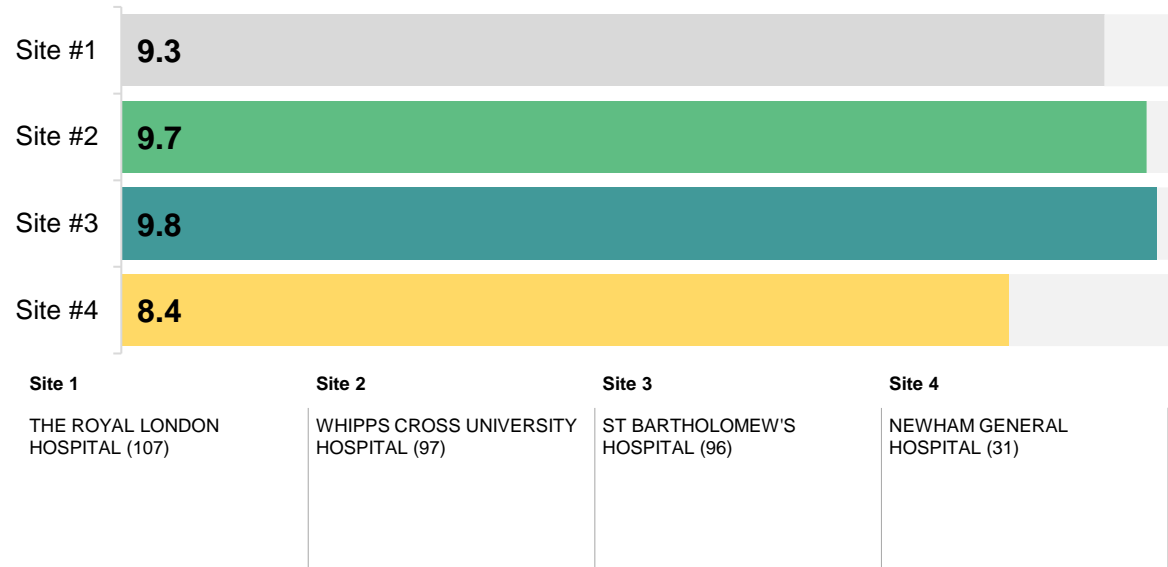 Site #1 9.3
Site #2 9.7
Site #3 9.8
Site #4 8.4
Site 1
THE ROYAL LONDON
HOSPITAL (107)
Site 2
WHIPPS CROSS UNIVERSITY
HOSPITAL (97)
Site 3
ST BARTHOLOMEW'S
HOSPITAL (96)
Site 4
NEWHAM GENERAL
HOSPITAL (31)